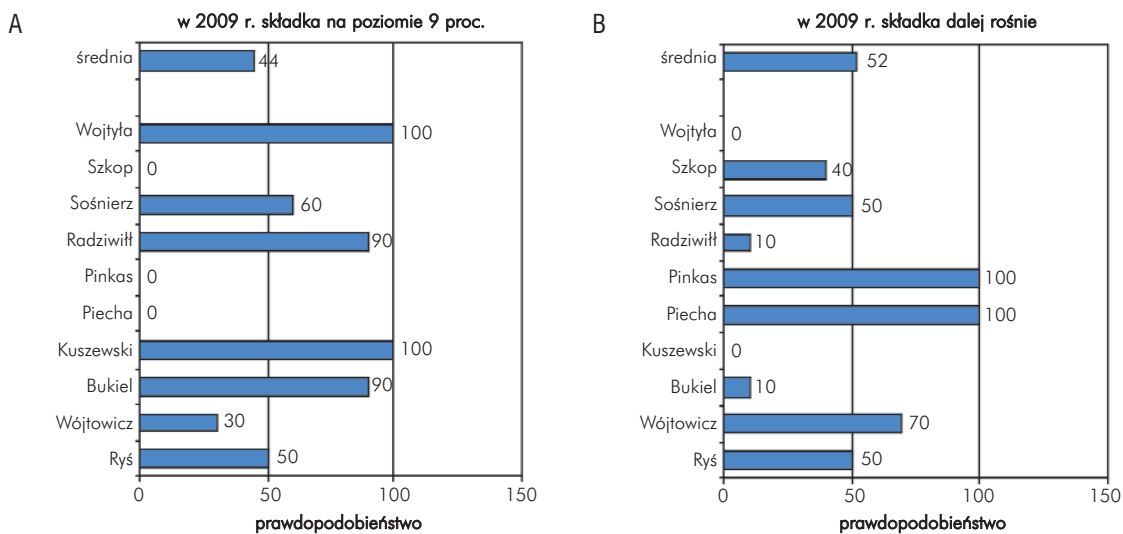 A
w 2009 r. składka na poziomie 9 proc.
średnia 44
Wojtyła 100
Szkop 0
Sośnierz 60
Radziwiłł 90
Pinkas 0
Piecha 0
Kuszewski 100
Bukiel 90
Wójtowicz 30
Ryś 50
0 50 100 150
prawdopodobieństwo
B
w 2009 r. składka dalej rośnie
średnia 52
Wojtyła 0
Szkop 40
Sośnierz 50
Radziwiłł 10
Pinkas 100
Piecha 100
Kuszewski 0
Bukiel 10
Wójtowicz 70
Ryś 50
0 50 100 150
prawdopodobieństwo